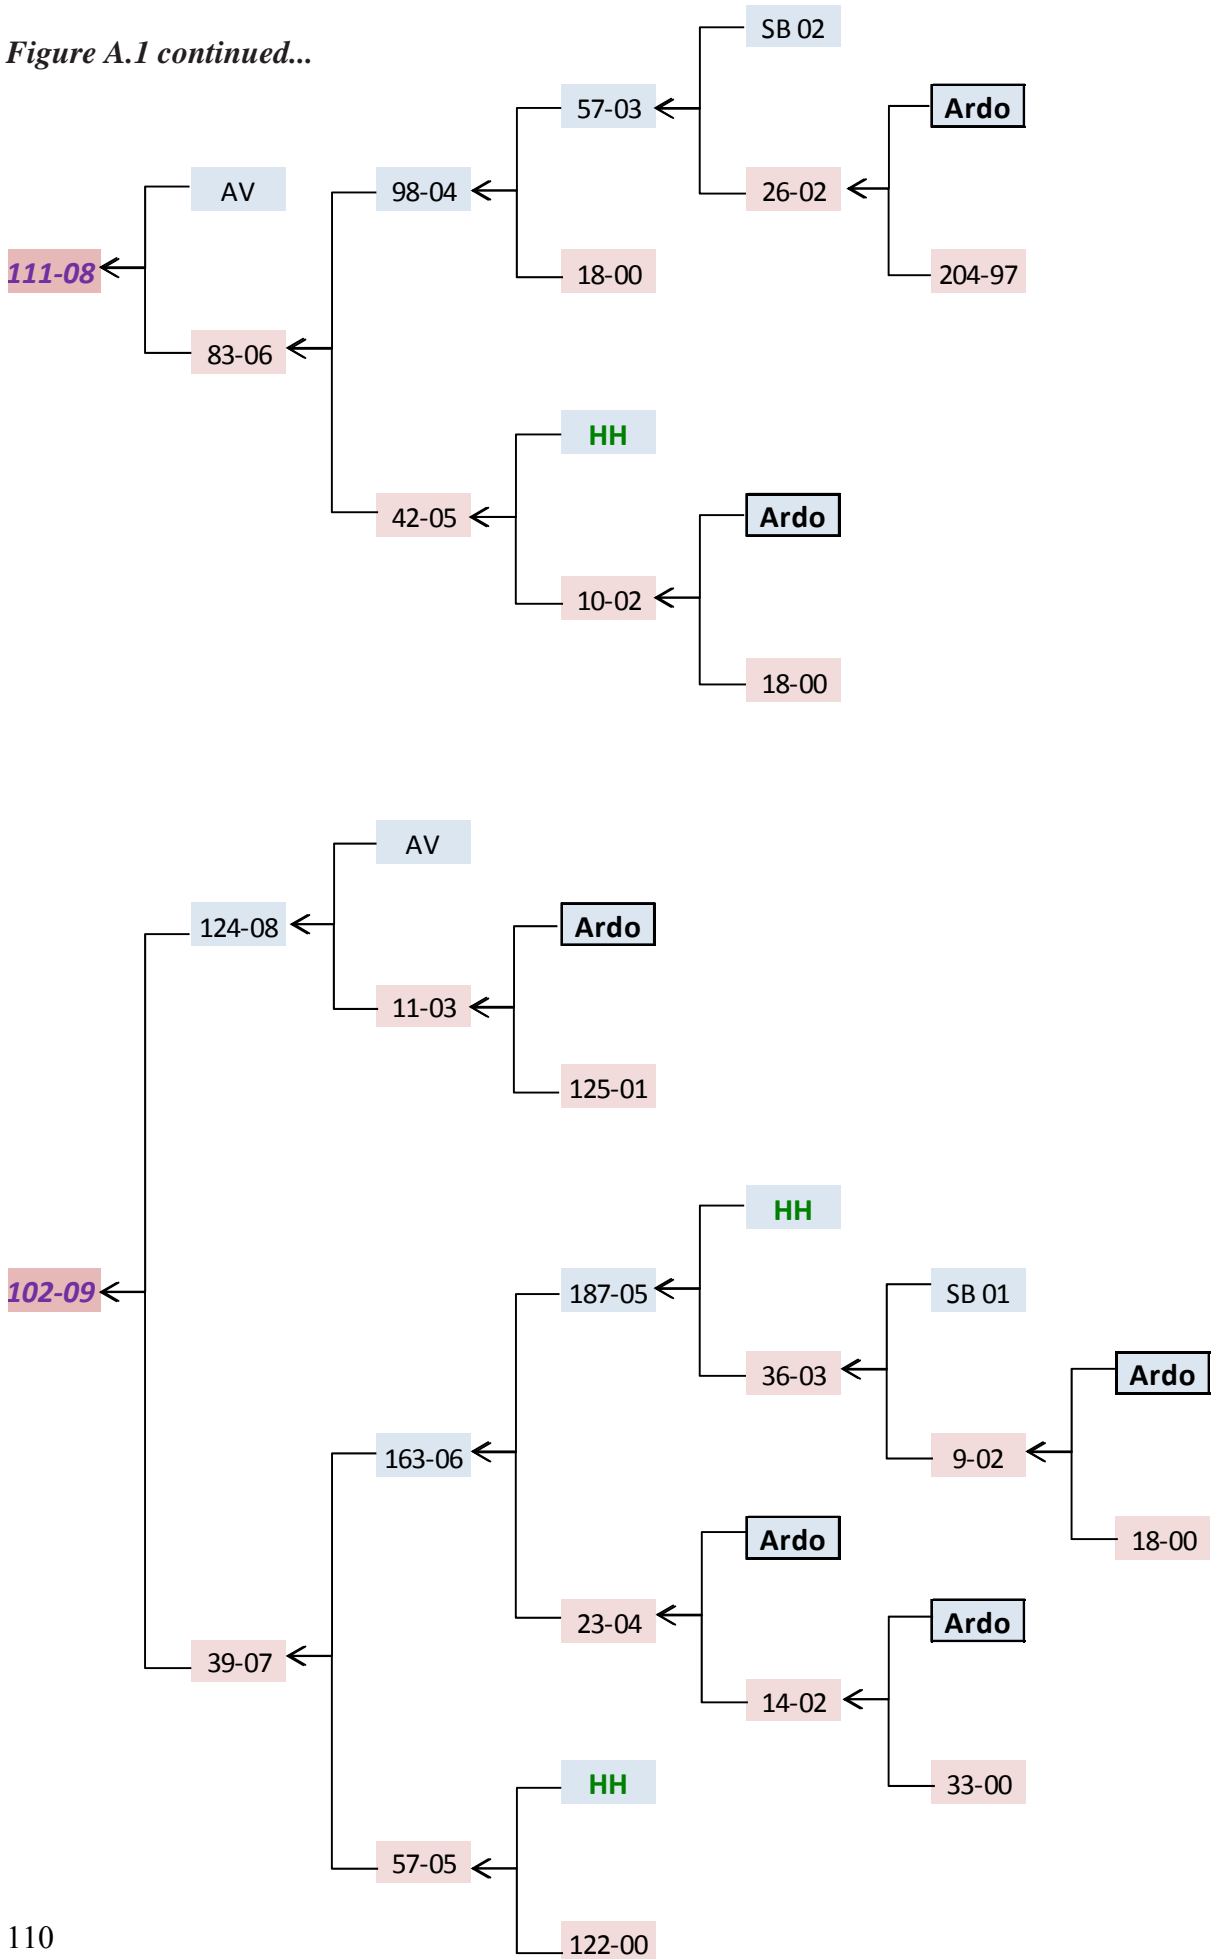 SB 02
Figure A.1 continued...
57-03
Ardo
AV
98-04
26-02
111-08
18-00
204-97
83-06
HH
42-05
Ardo
10-02
18-00
AV
124-08
Ardo
11-03
125-01
HH
102-09
187-05
SB 01
36-03
Ardo
163-06
9-02
Ardo
18-00
23-04
Ardo
39-07
14-02
HH
33-00
57-05
110
122-00